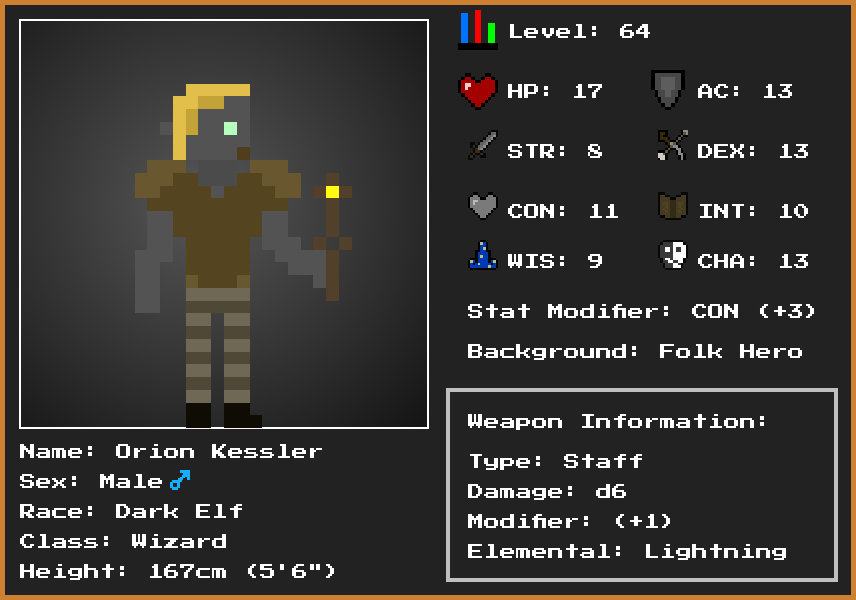 Level: 64
HP: 17
AC: 13
STR: 8
DEX: 13
CON: 11
INT: 10
WIS: 9
CHA: 13
Stat Modifier: CON (+3)
Background: Folk Hero
Weapon Information:
Type: Staff
Damage: d6
Modifier: (+1)
Elemental: Lightning
Name: Orion Kessler
Sex: Male♂
Race: Dark Elf
Class: Wizard
Height: 167cm (5'6")